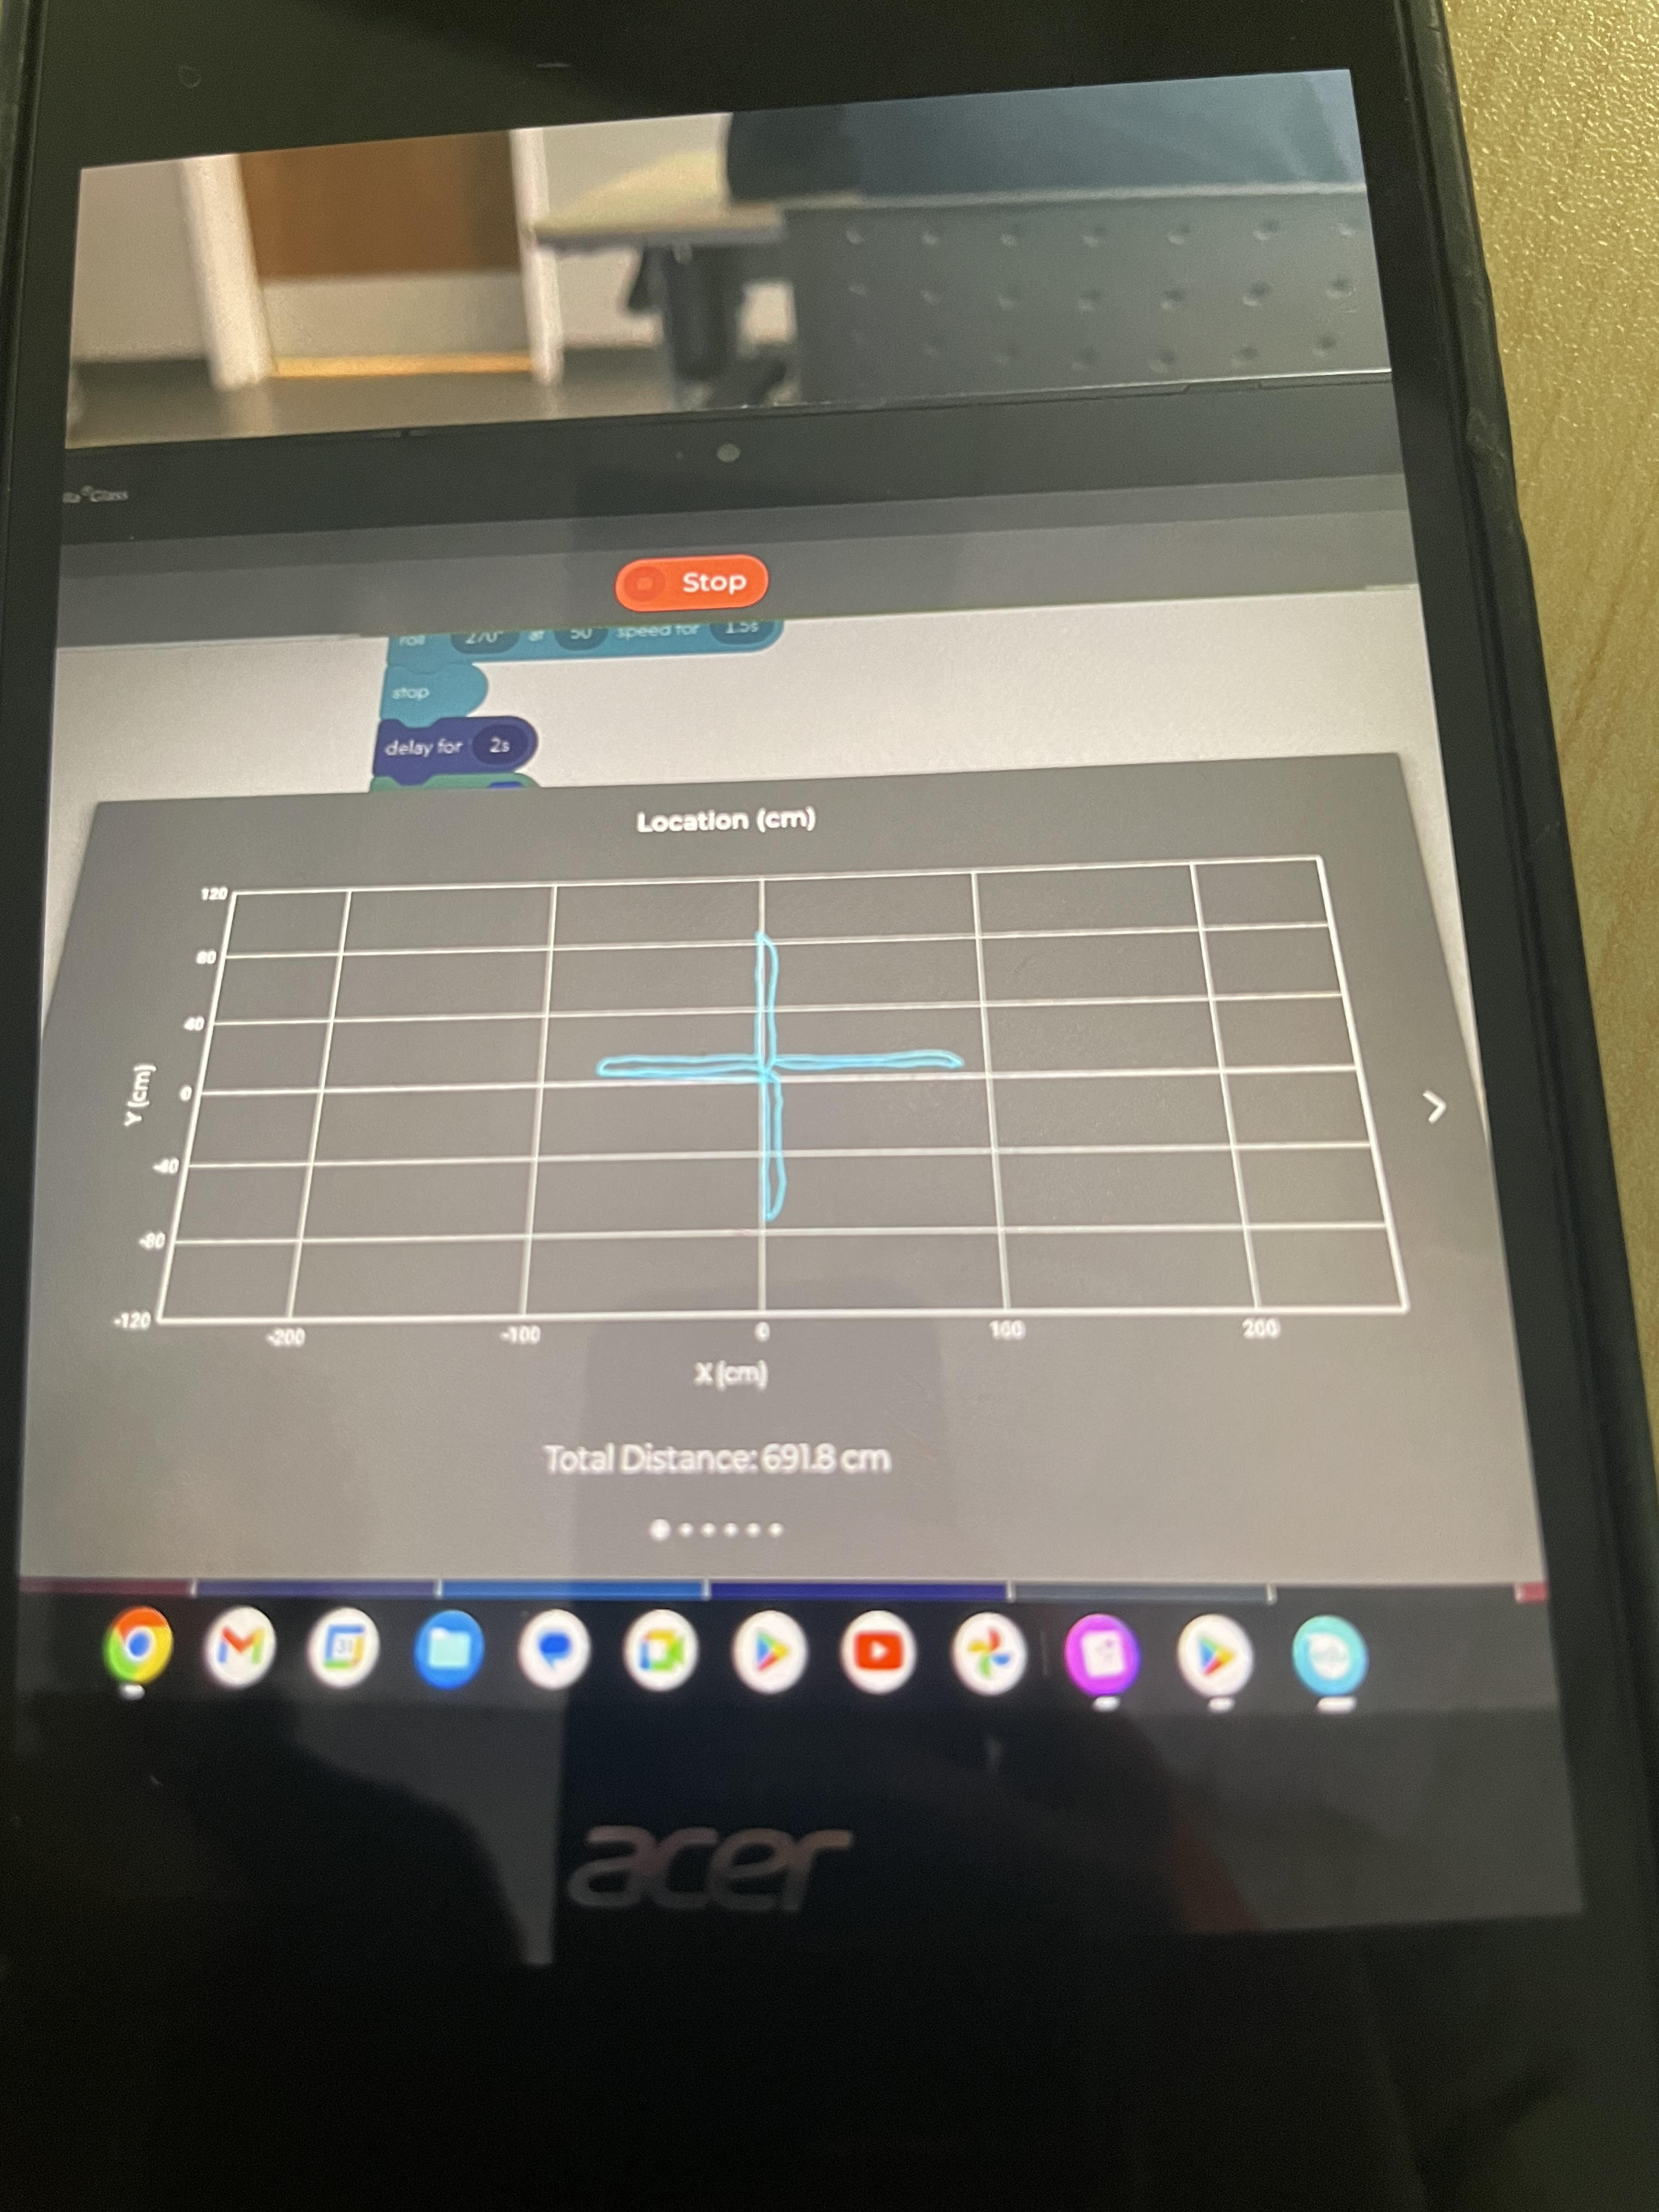 Glass
Stop
roll 270° at 50 speed for 1.5s
stop
delay for 2s
Location (cm)
120
80
40
0
-40
-80
-120
Y (cm)
-200 -100 0 100 200
X (cm)
Total Distance: 691.8 cm
31
acer